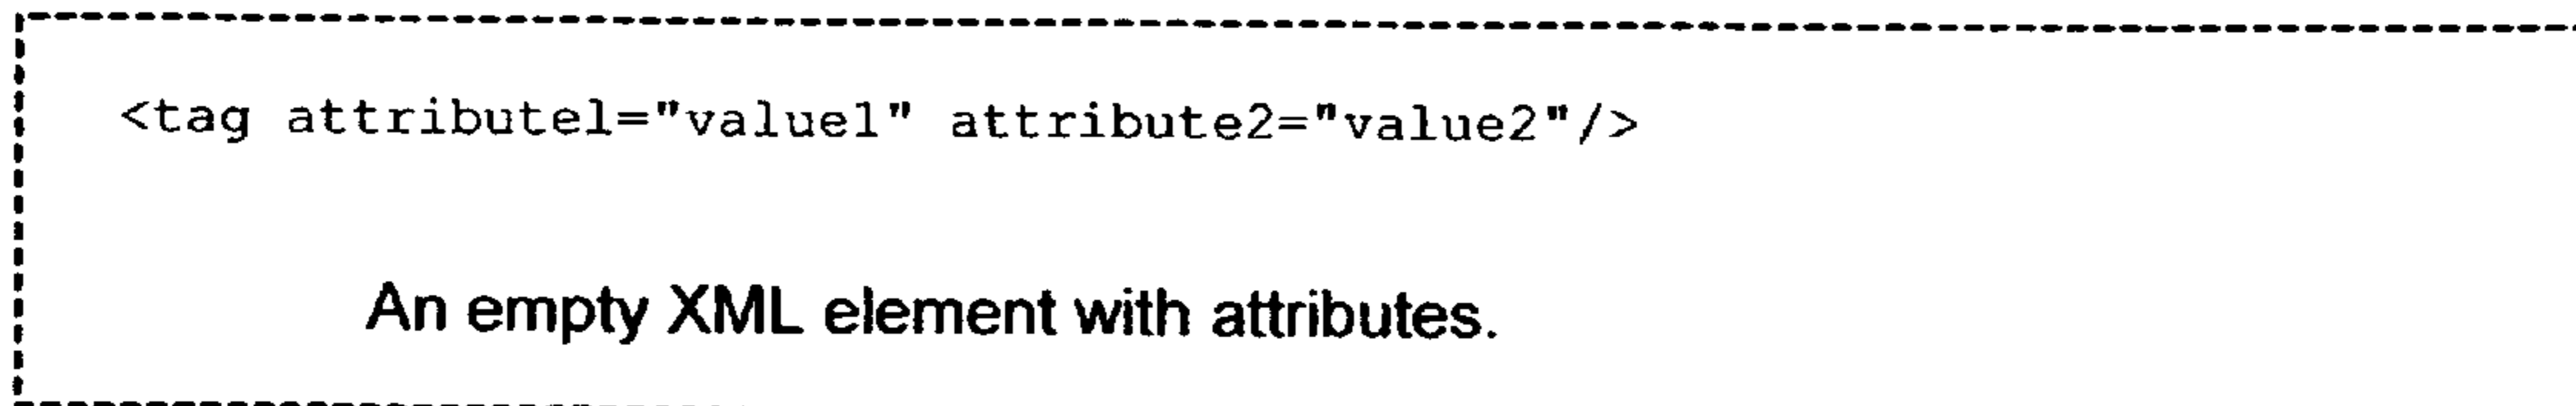 <tag attribute1="value1" attribute2="value2"/>
An empty XML element with attributes.